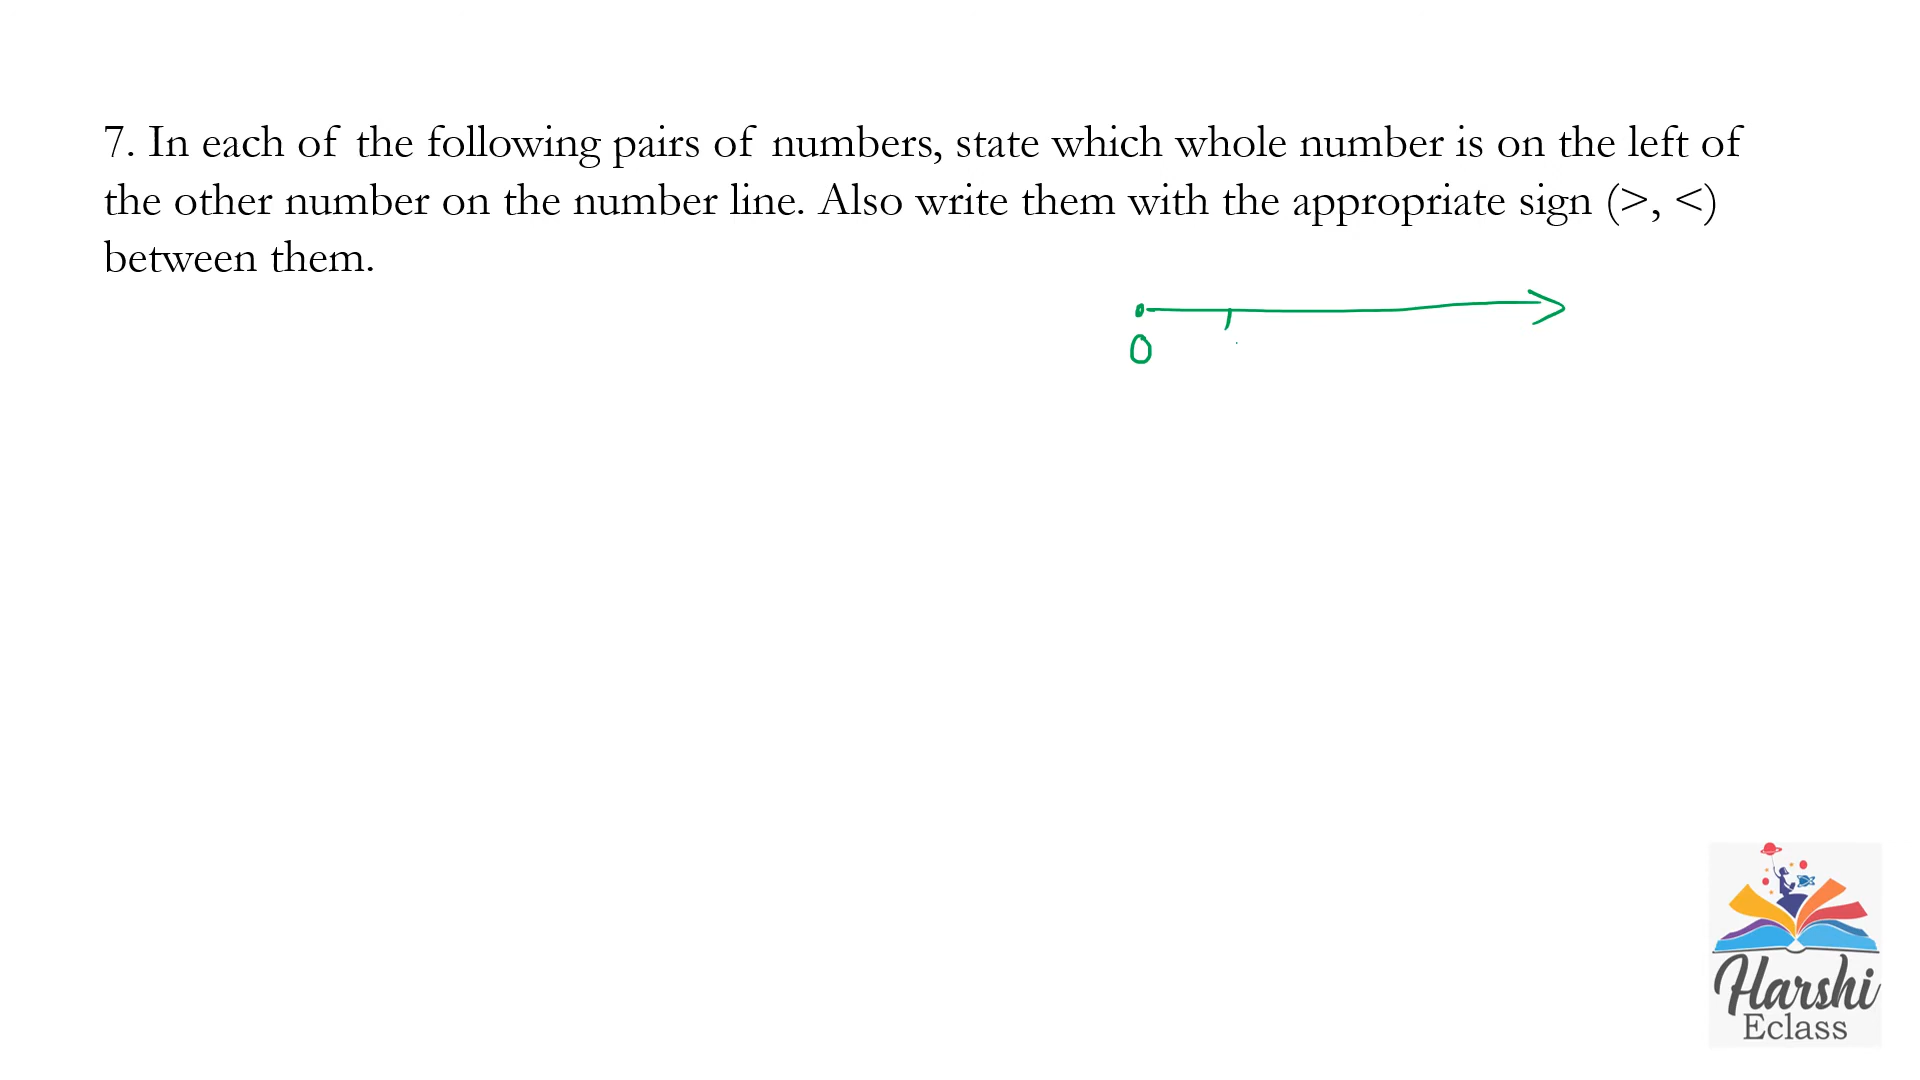 7. In each of the following pairs of numbers, state which whole number is on the left of
the other number on the number line. Also write them with the appropriate sign (>, <)
between them.
0
Harshi
Eclass